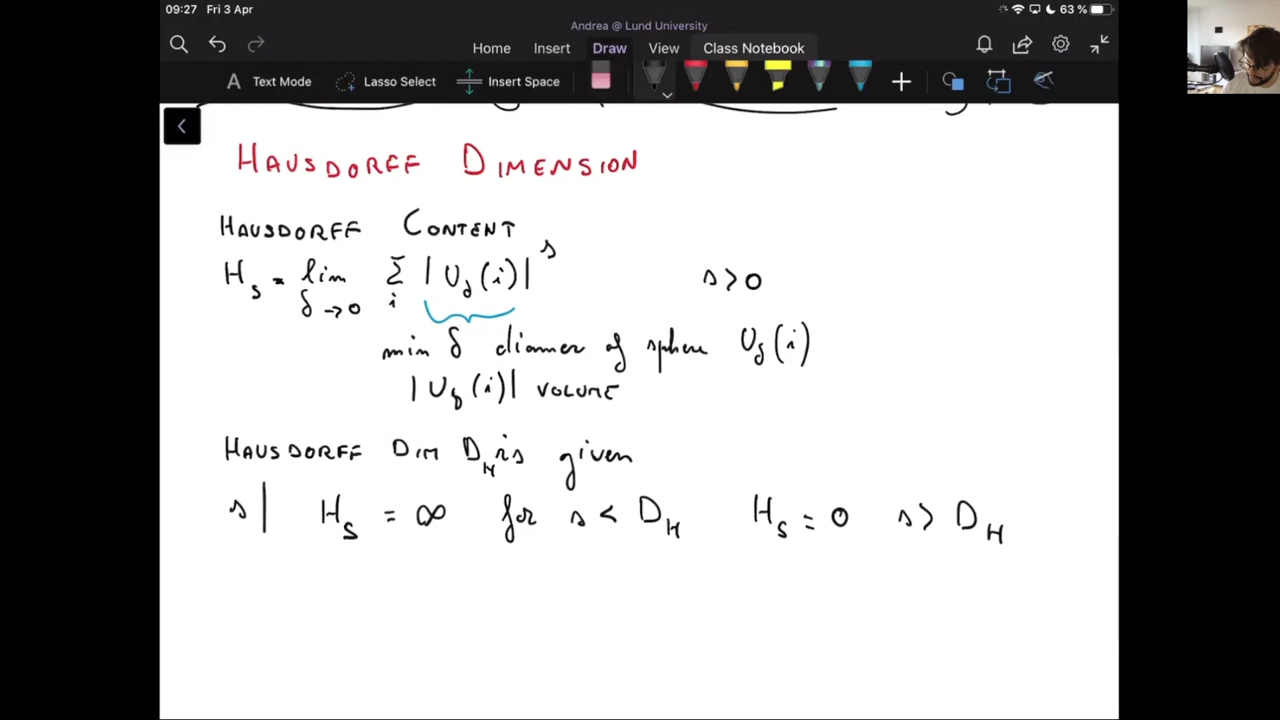 09:27 Fri 3 Apr 63 %
Andrea @ Lund University
Home Insert Draw View Class Notebook
Text Mode Lasso Select Insert Space
HAUSDORFF DIMENSION
HAUSDORFF CONTENT
H_s = lim_{δ→0} Σ_i |U_δ(i)|^s s>0
min δ diamer of sphere U_δ(i)
|U_δ(i)| VOLUME
HAUSDORFF DIM D_H is given
s | H_s = ∞ for s < D_H H_s = 0 s > D_H